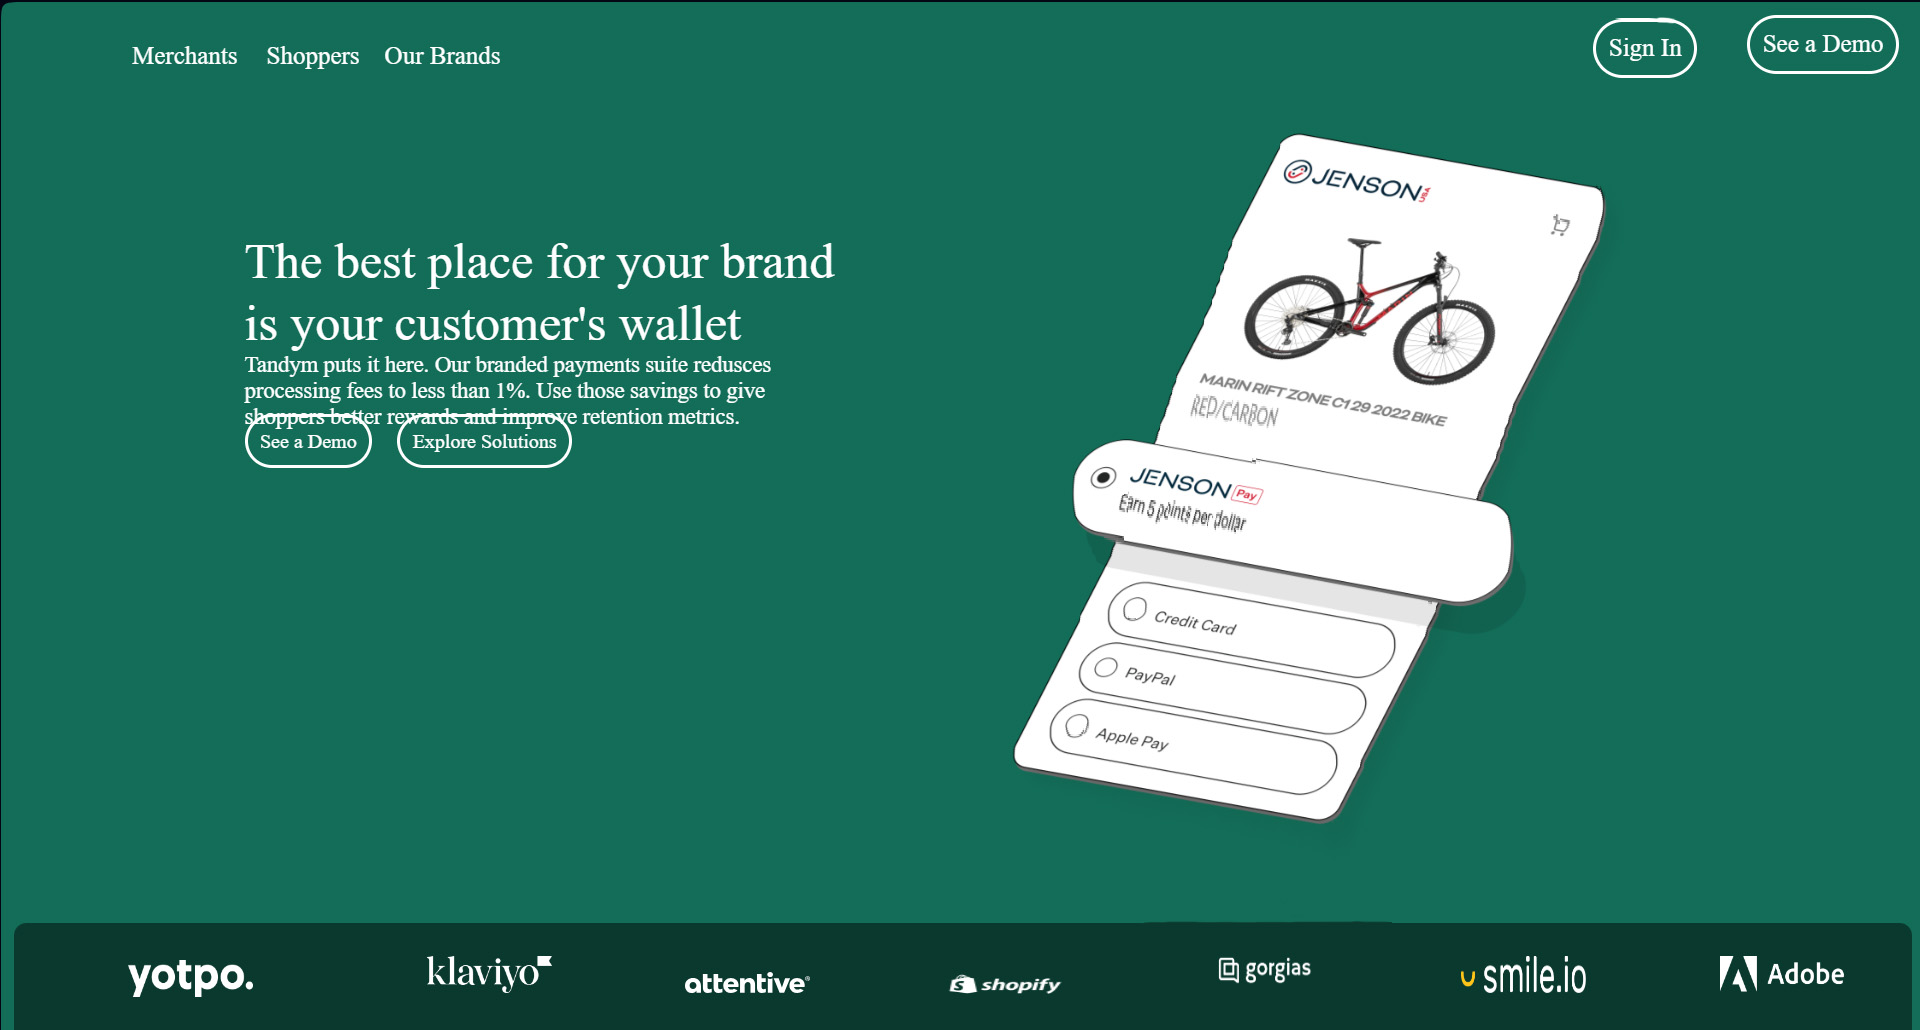 Merchants Shoppers Our Brands
Sign In
See a Demo
The best place for your brand
is your customer's wallet
Tandym puts it here. Our branded payments suite redusces
processing fees to less than 1%. Use those savings to give
shoppers better rewards and improve retention metrics.
See a Demo
Explore Solutions
JENSON USA
MAXXIS
MAXXIS
MARIN RIFT ZONE C1 29 2022 BIKE
RED/CARBON
JENSON Pay
Earn 5 points per dollar
Credit Card
PayPal
Apple Pay
yotpo.
klaviyo
attentive®
shopify
gorgias
smile.io
Adobe